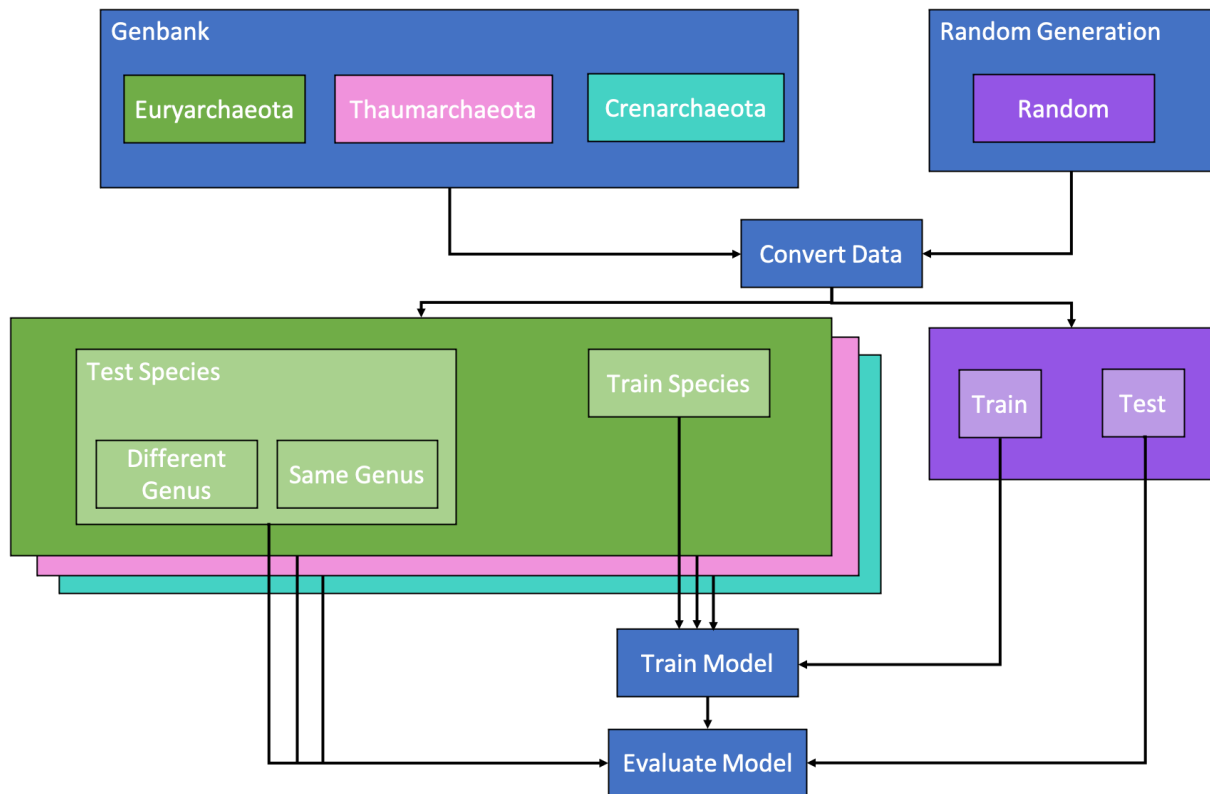 Genbank
Euryarchaeota
Thaumarchaeota
Crenarchaeota
Random Generation
Random
Convert Data
Test Species
Different
Genus
Same Genus
Train Species
Train
Test
Train Model
Evaluate Model